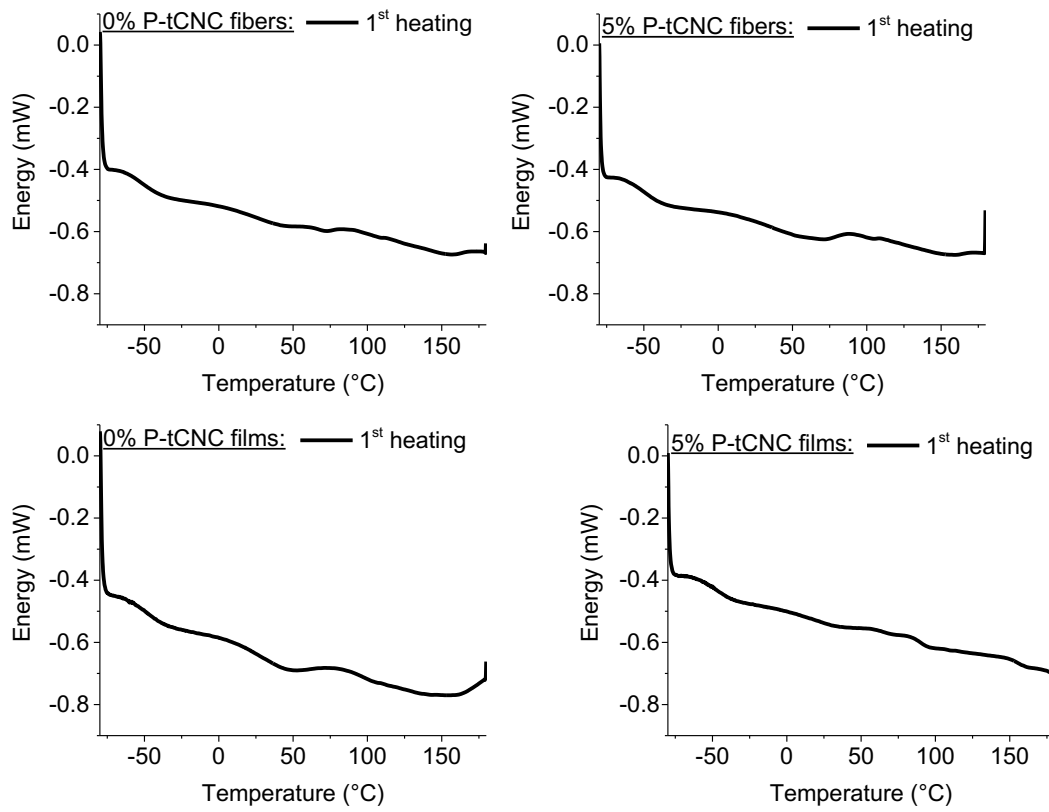 0% P-tCNC fibers: 1st heating
0.0
-0.2
-0.4
-0.6
-0.8
Energy (mW)
-50 0 50 100 150
Temperature (°C)
5% P-tCNC fibers: 1st heating
0.0
-0.2
-0.4
-0.6
-0.8
Energy (mW)
-50 0 50 100 150
Temperature (°C)
0% P-tCNC films: 1st heating
0.0
-0.2
-0.4
-0.6
-0.8
Energy (mW)
-50 0 50 100 150
Temperature (°C)
5% P-tCNC films: 1st heating
0.0
-0.2
-0.4
-0.6
-0.8
Energy (mW)
-50 0 50 100 150
Temperature (°C)